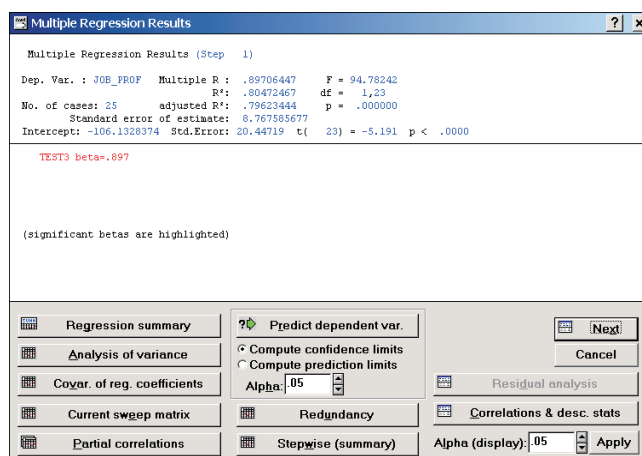 Multiple Regression Results
Multiple Regression Results (Step 1)
Dep. Var. : JOB_PROF Multiple R : .89706447 F = 94.78242
R²: .80472467 df = 1,23
No. of cases: 25 adjusted R²: .79623444 p = .000000
Standard error of estimate: 8.767585677
Intercept: -106.1328374 Std.Error: 20.44719 t( 23) = -5.191 p < .0000
TEST3 beta=.897
(significant betas are highlighted)
Regression summary
Analysis of variance
Covar. of reg. coefficients
Current sweep matrix
Partial correlations
Predict dependent var.
Compute confidence limits
Compute prediction limits
Alpha: .05
Redundancy
Stepwise (summary)
Next
Cancel
Residual analysis
Correlations & desc. stats
Alpha (display): .05 Apply